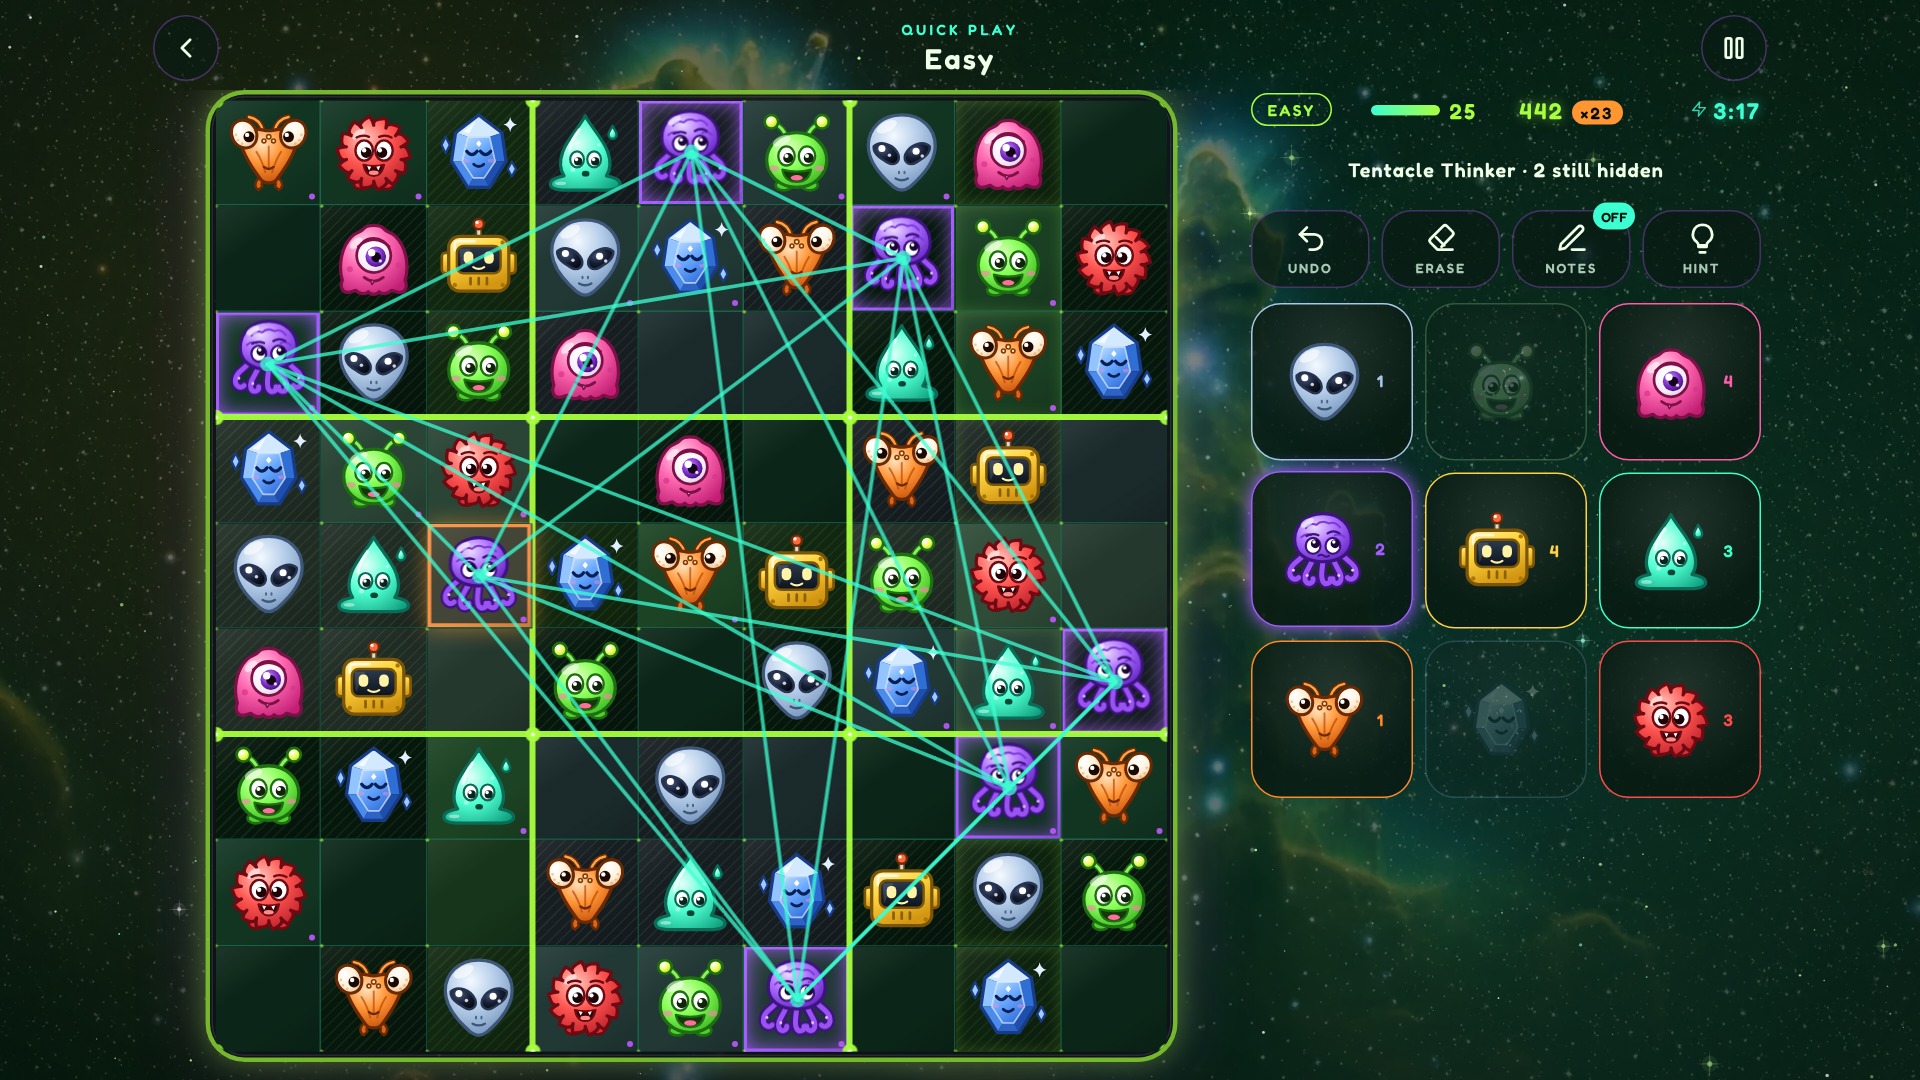 QUICK PLAY
Easy
EASY
25
442
×23
3:17
Tentacle Thinker · 2 still hidden
OFF
UNDO
ERASE
NOTES
HINT
1
4
2
4
3
1
3